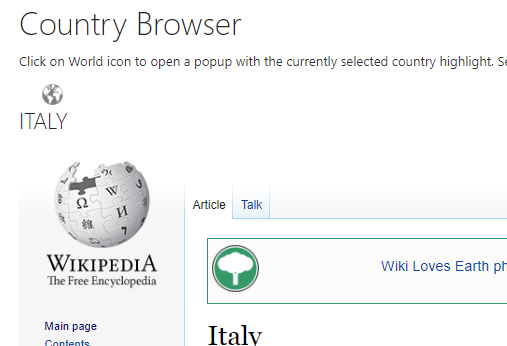 Country Browser
Click on World icon to open a popup with the currently selected country highlight. Se
ITALY
Ω W
И
維
WIKIPEDIA
The Free Encyclopedia
Article Talk
Wiki Loves Earth ph
Main page
Contents
Italy